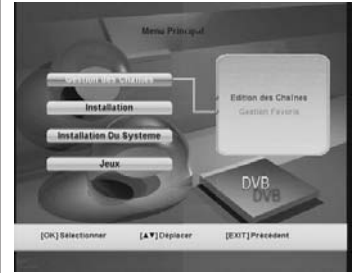 Menu Principal
Gestion des Chaînes
Edition des Chaînes
Gestion Favoris
Installation
Installation Du Systeme
Jeux
DVB
DVB
[OK] Sélectionner [▲▼] Déplacer [EXIT] Précédent